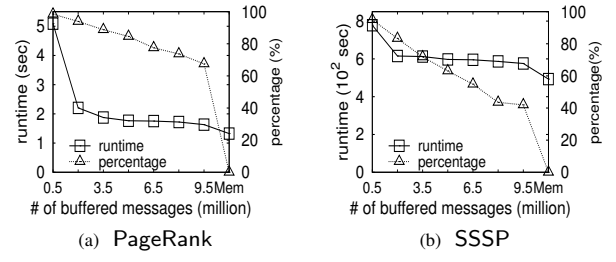 5
4
3
2
1
0
runtime (sec)
100
80
60
40
20
0
percentage (%)
runtime
percentage
0.5 3.5 6.5 9.5Mem
# of buffered messages (million)
(a) PageRank
8
6
4
2
0
runtime (10² sec)
100
80
60
40
20
0
percentage(%)
runtime
percentage
0.5 3.5 6.5 9.5Mem
# of buffered messages (million)
(b) SSSP